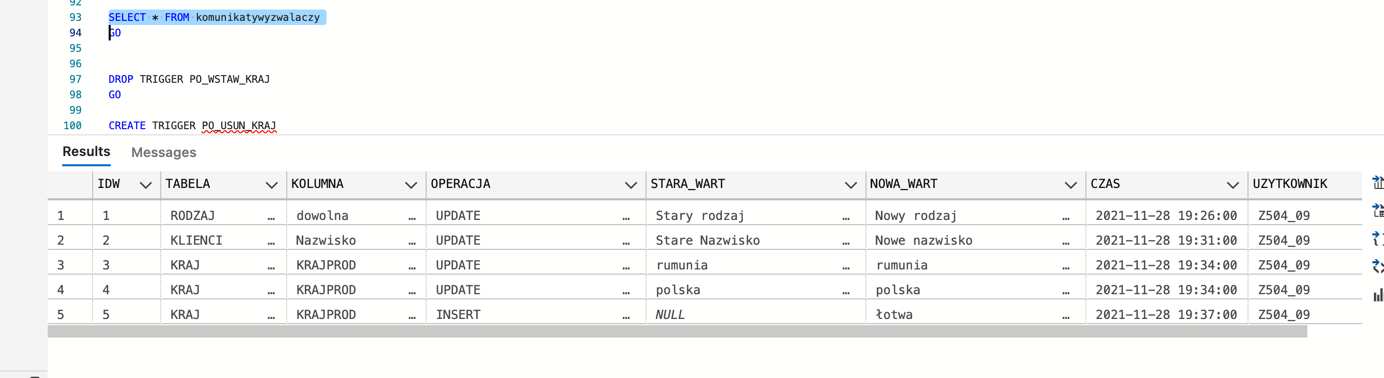 92
93 SELECT * FROM komunikatywyzwalaczy
94 GO
95
96
97 DROP TRIGGER PO_WSTAW_KRAJ
98 GO
99
100 CREATE TRIGGER PO_USUN_KRAJ
Results Messages
IDW TABELA KOLUMNA OPERACJA STARA_WART NOWA_WART CZAS UZYTKOWNIK
1 1 RODZAJ … dowolna … UPDATE … Stary rodzaj … Nowy rodzaj … 2021-11-28 19:26:00 Z504_09
2 2 KLIENCI … Nazwisko … UPDATE … Stare Nazwisko … Nowe nazwisko … 2021-11-28 19:31:00 Z504_09
3 3 KRAJ … KRAJPROD … UPDATE … rumunia … rumunia … 2021-11-28 19:34:00 Z504_09
4 4 KRAJ … KRAJPROD … UPDATE … polska … polska … 2021-11-28 19:34:00 Z504_09
5 5 KRAJ … KRAJPROD … INSERT … NULL łotwa … 2021-11-28 19:37:00 Z504_09